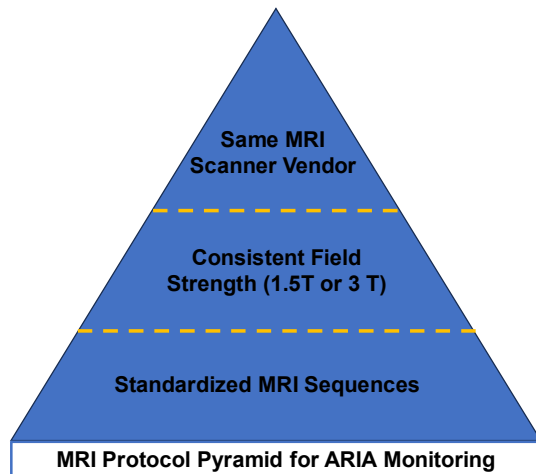 Same MRI
Scanner Vendor
Consistent Field
Strength (1.5T or 3 T)
Standardized MRI Sequences
MRI Protocol Pyramid for ARIA Monitoring